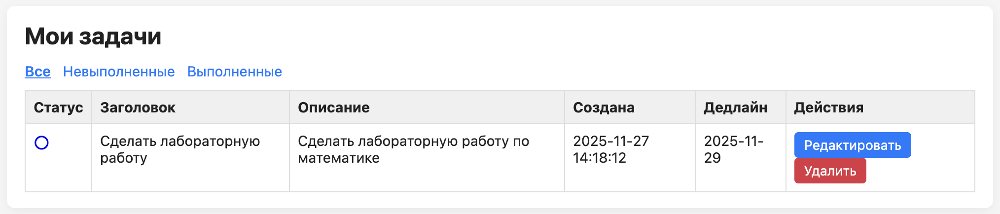 Мои задачи
Все Невыполненные Выполненные
Статус Заголовок Описание Создана Дедлайн Действия
Сделать лабораторную Сделать лабораторную работу по 2025-11-27 2025-11- Редактировать
работу математике 14:18:12 29 Удалить